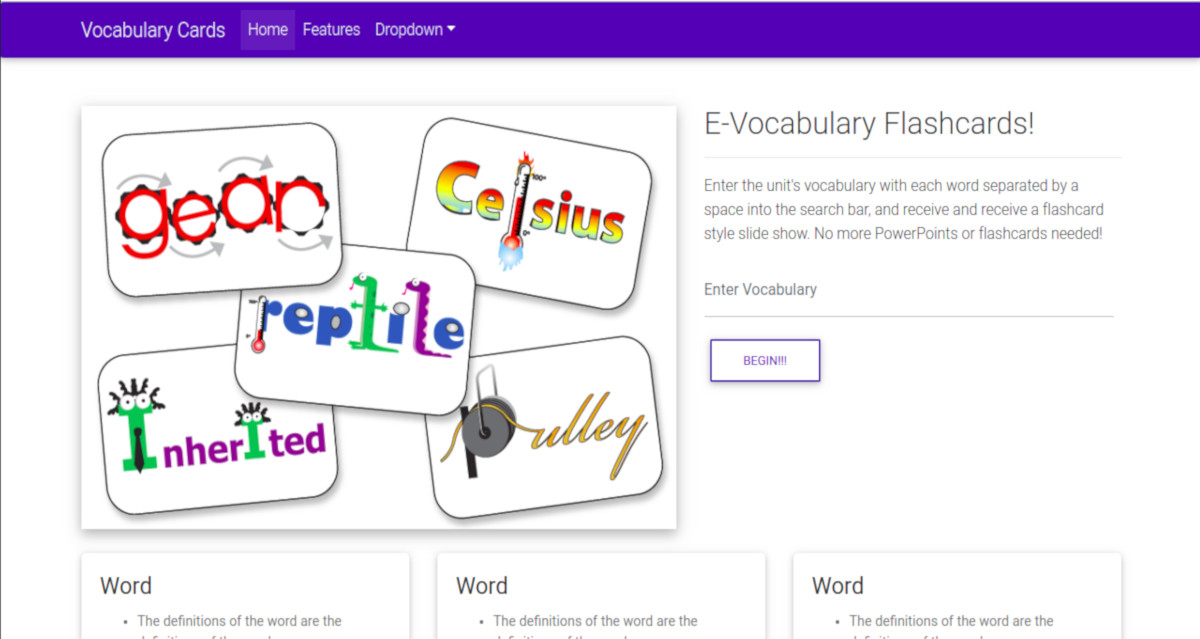 Vocabulary Cards Home Features Dropdown
gear
Celsius
100°
0°
reptile
Inherited
pulley
E-Vocabulary Flashcards!
Enter the unit's vocabulary with each word separated by a
space into the search bar, and receive and receive a flashcard
style slide show. No more PowerPoints or flashcards needed!
Enter Vocabulary
BEGIN!!!
Word
The definitions of the word are the
Word
The definitions of the word are the
Word
The definitions of the word are the